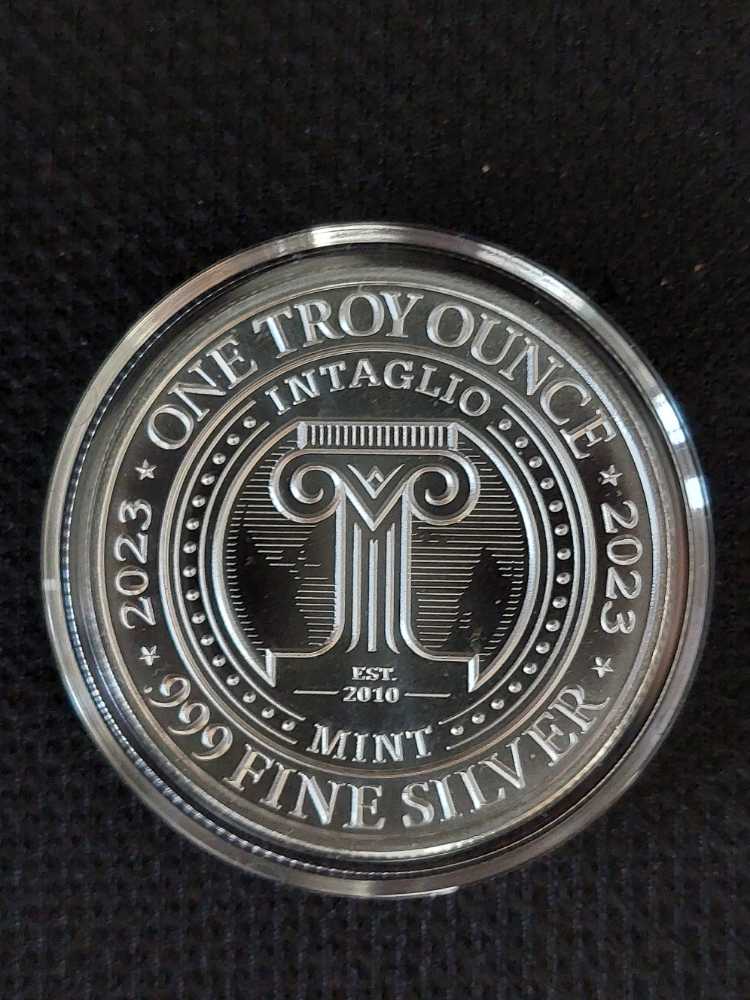 ONE TROY OUNCE
2023
2023
.999 FINE SILVER
INTAGLIO
EST.
2010
MINT